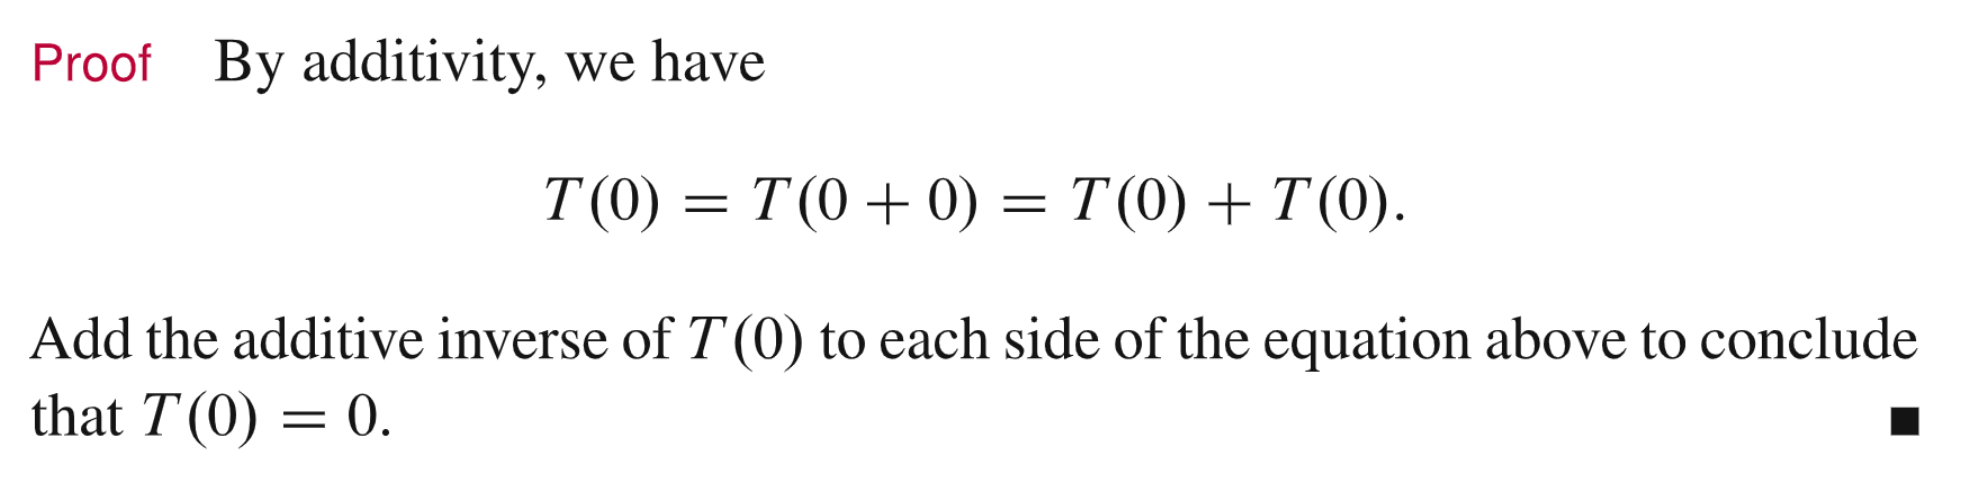 Proof By additivity, we have
T(0) = T(0 + 0) = T(0) + T(0).
Add the additive inverse of T(0) to each side of the equation above to conclude
that T(0) = 0. ■